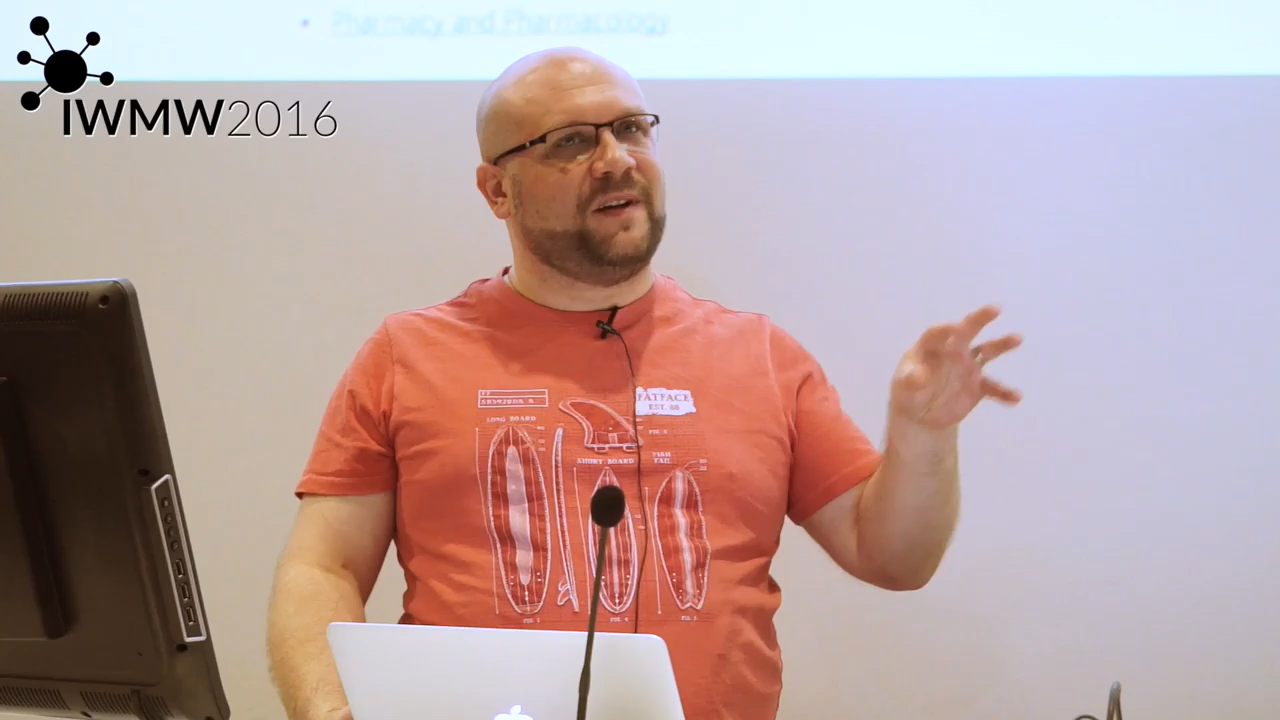 Pharmacy and Pharmacology
IWMW2016
FATFACE
EST. 88
LONG BOARD
SHORT BOARD
FISH
TAIL